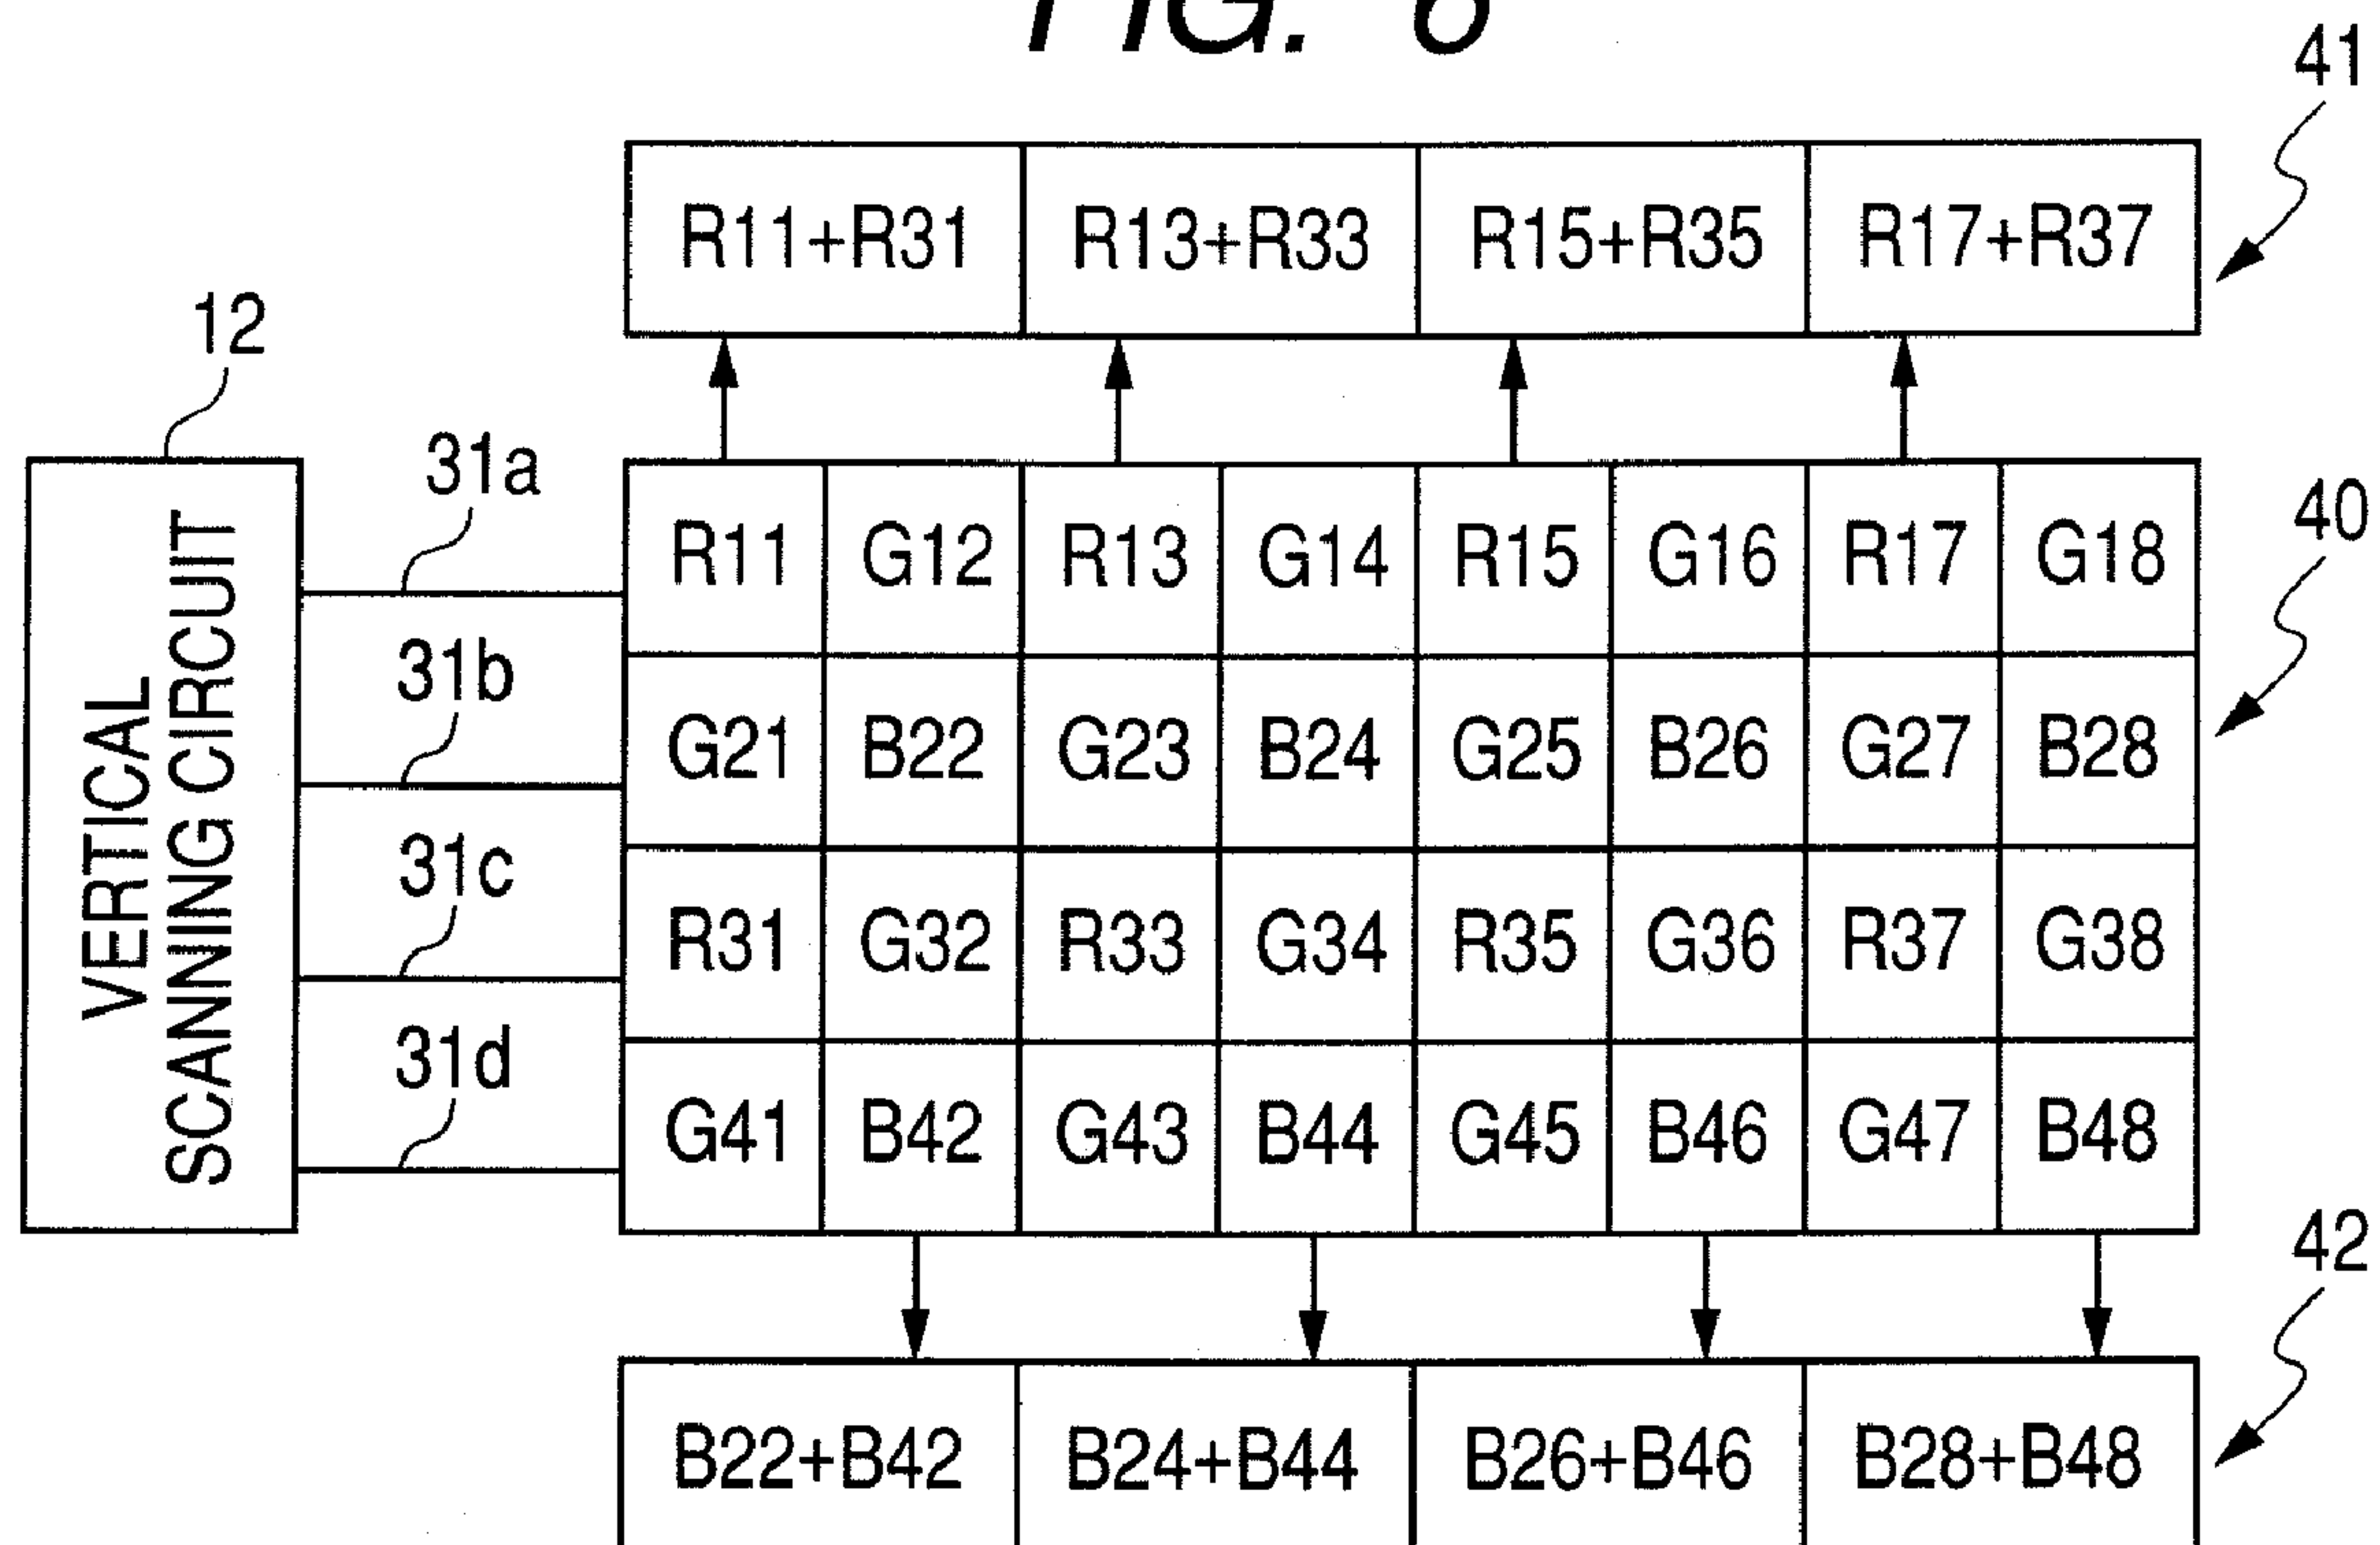 FIG. 6
41
R11+R31 R13+R33 R15+R35 R17+R37
12
31a
40
R11 G12 R13 G14 R15 G16 R17 G18
31b
VERTICAL
SCANNING CIRCUIT
G21 B22 G23 B24 G25 B26 G27 B28
31c
R31 G32 R33 G34 R35 G36 R37 G38
31d
G41 B42 G43 B44 G45 B46 G47 B48
42
B22+B42 B24+B44 B26+B46 B28+B48